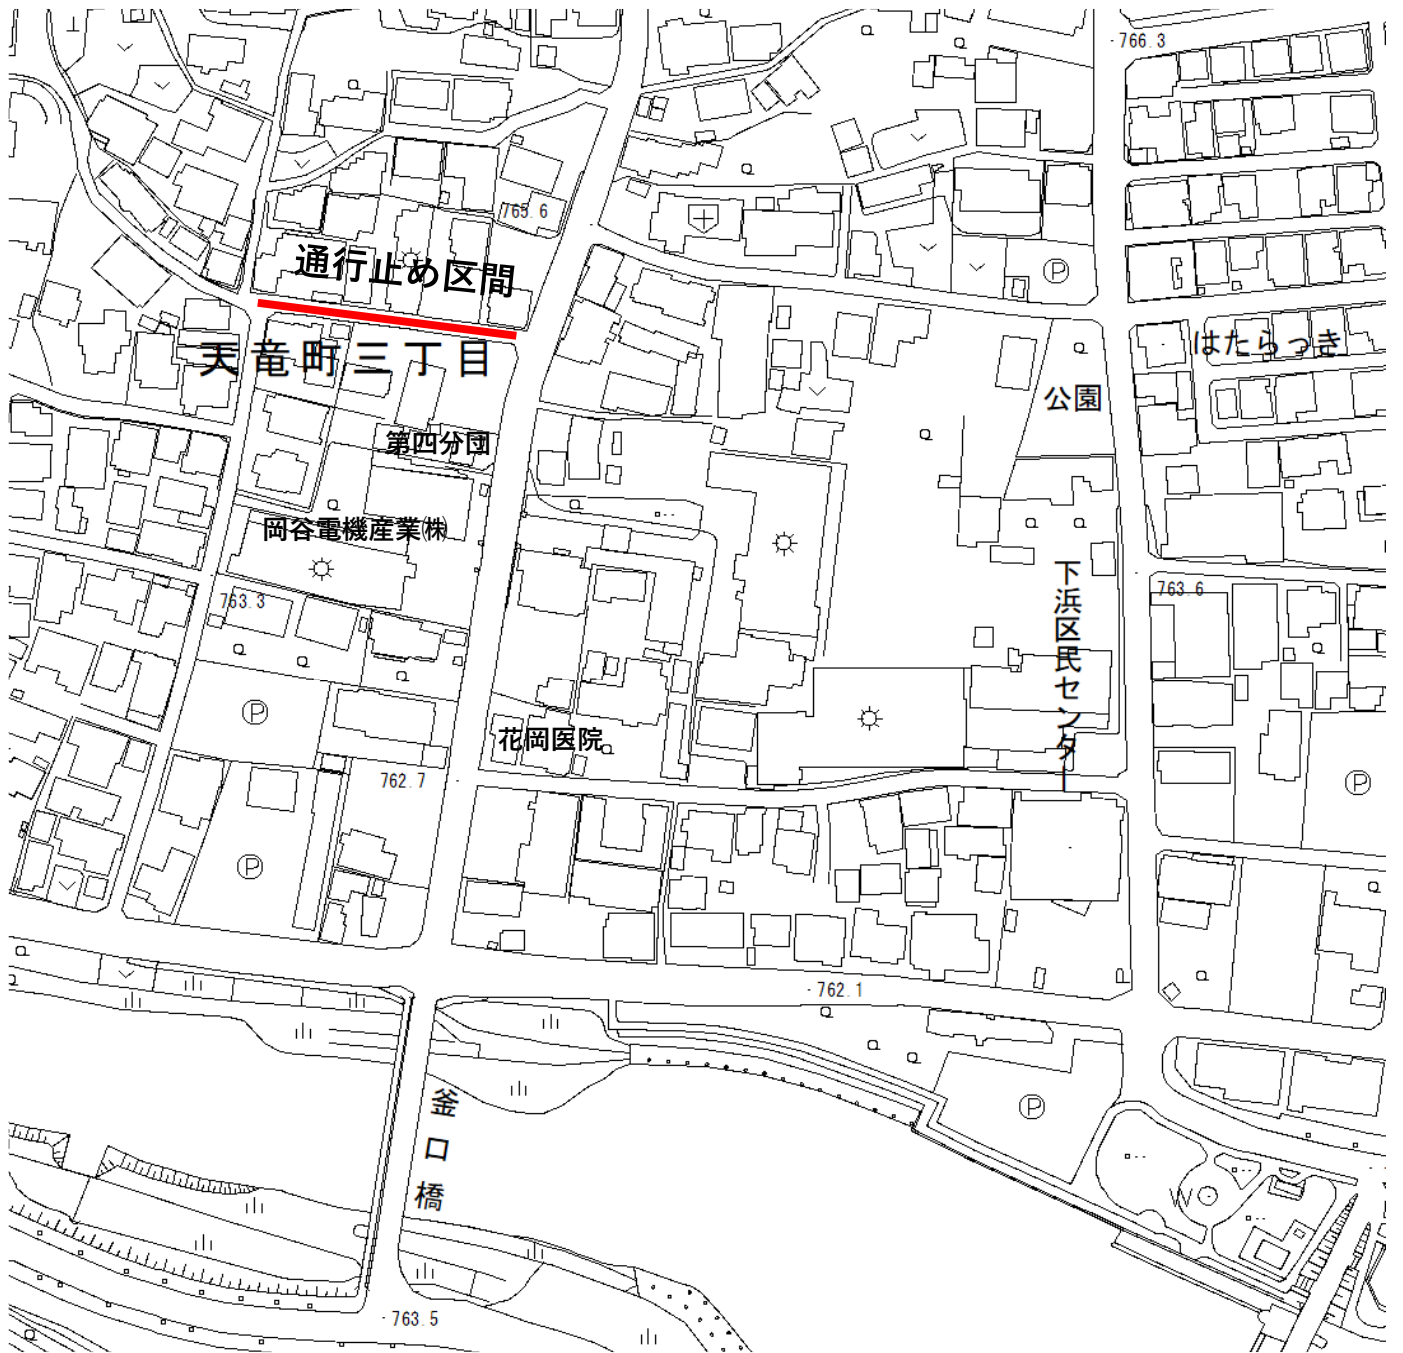 766.3
765.6
通行止め区間
天竜町三丁目
はたらっき
公園
第四分団
岡谷電機産業㈱
763.3
下浜区民センター
763.6
花岡医院
762.7
762.1
釜口橋
763.5
P
P
P
P
P